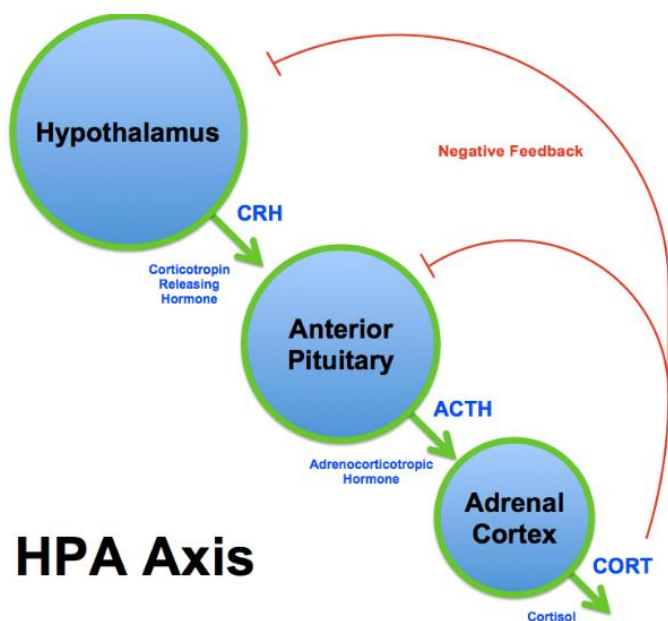 Hypothalamus
Negative Feedback
CRH
Corticotropin
Releasing
Hormone
Anterior
Pituitary
ACTH
Adrenocorticotropic
Hormone
Adrenal
Cortex
HPA Axis
CORT
Cortisol